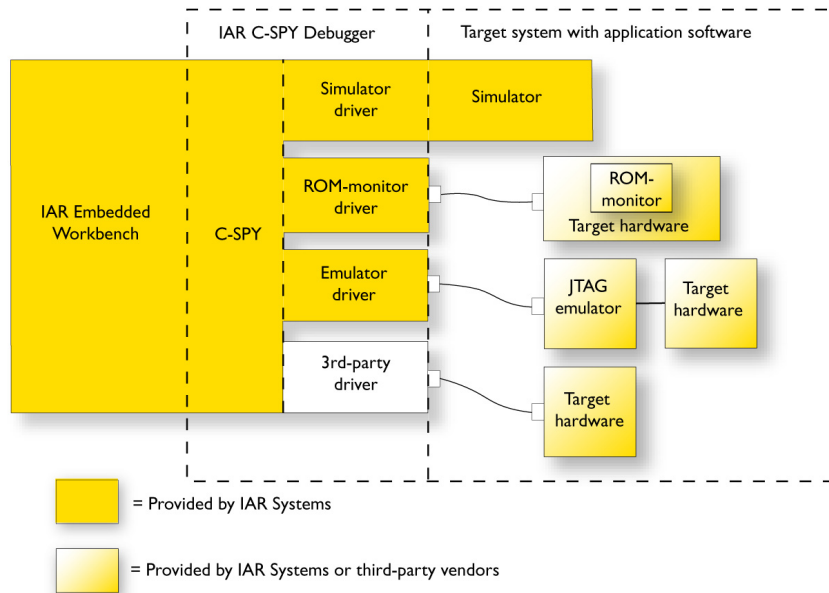 IAR C-SPY Debugger
Target system with application software
Simulator
driver
Simulator
IAR Embedded
Workbench
C-SPY
ROM-monitor
driver
ROM-
monitor
Target hardware
Emulator
driver
JTAG
emulator
Target
hardware
3rd-party
driver
Target
hardware
= Provided by IAR Systems
= Provided by IAR Systems or third-party vendors